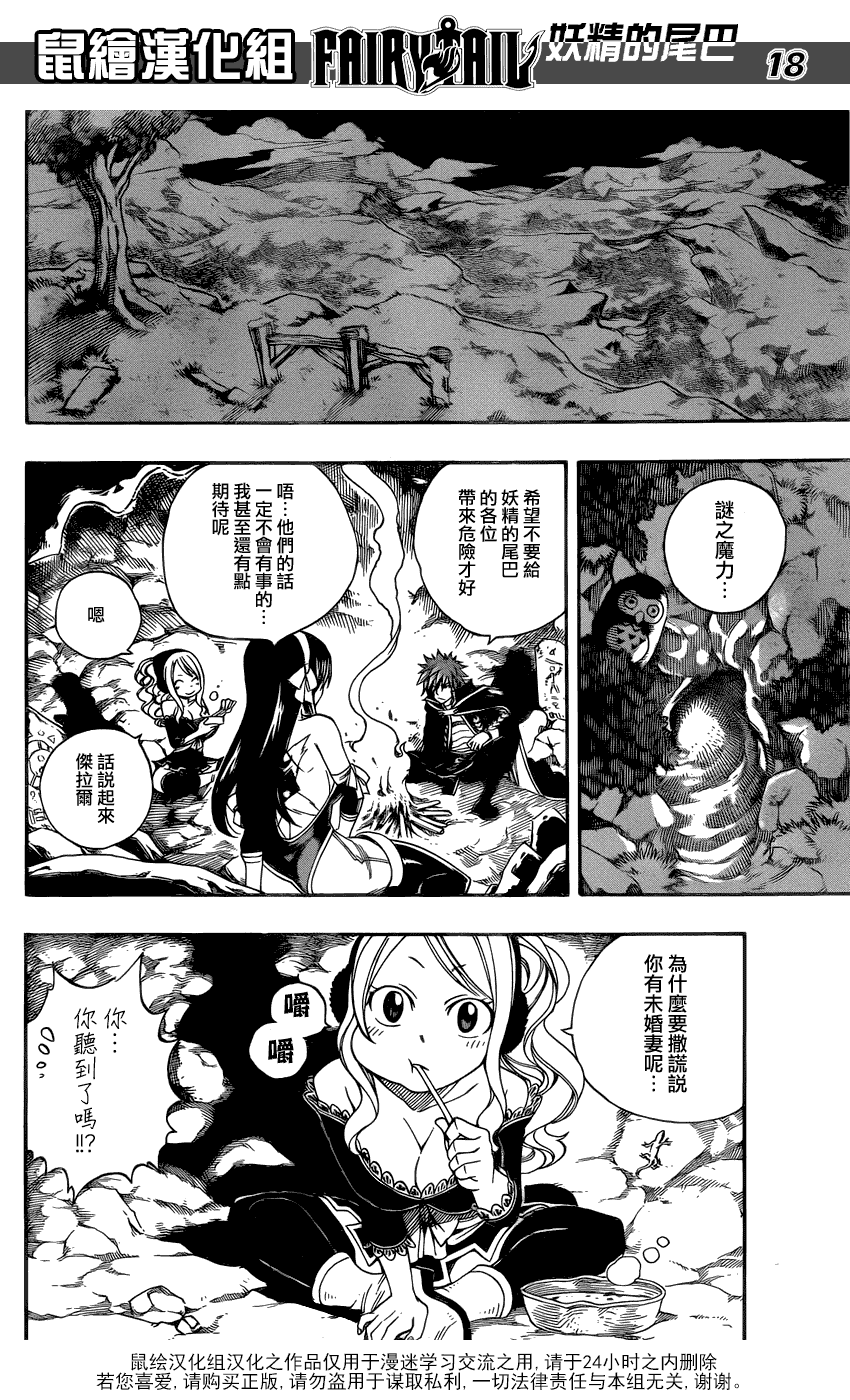 鼠繪漢化組
FAIRY TAIL
妖精的尾巴
18
謎之魔力…
希望不要給
妖精的尾巴
的各位
帶來危險才好
唔…他們的話
一定不會有事的…
我甚至還有點
期待呢
嗯
話説起來
傑拉爾
為什麼要撒謊説
你有未婚妻呢…
嚼
嚼
你…
你聽到了嗎!!?
鼠绘汉化组汉化之作品仅用于漫迷学习交流之用, 请于24小时之内删除
若您喜爱, 请购买正版, 请勿盗用于谋取私利, 一切法律责任与本组无关, 谢谢。